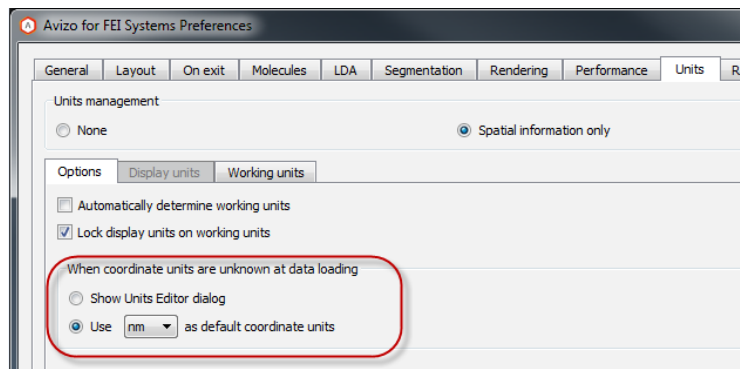 Avizo for FEI Systems Preferences
General Layout On exit Molecules LDA Segmentation Rendering Performance Units R
Units management
None Spatial information only
Options Display units Working units
Automatically determine working units
Lock display units on working units
When coordinate units are unknown at data loading
Show Units Editor dialog
Use nm as default coordinate units